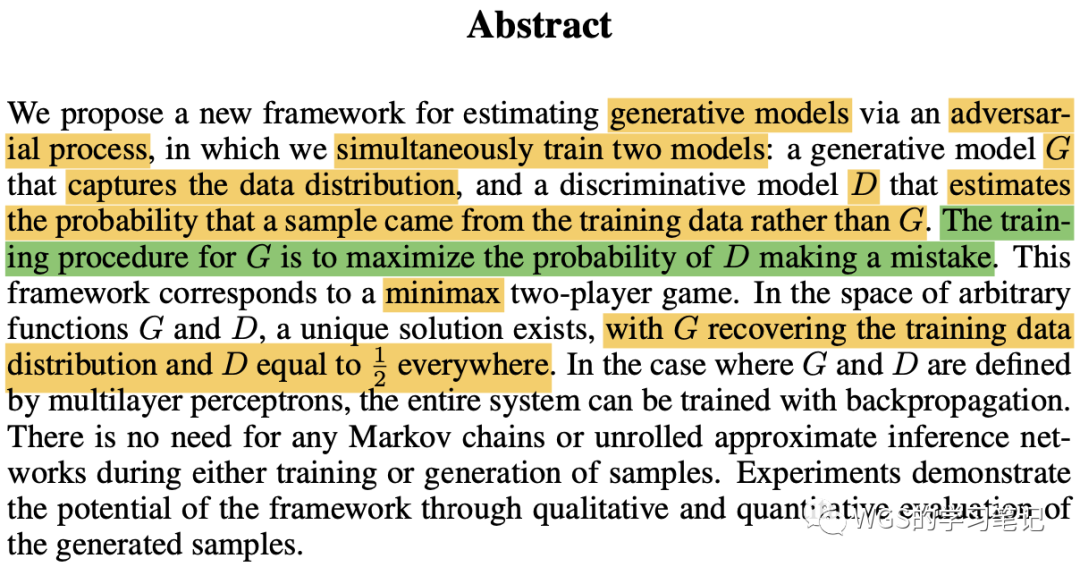 Abstract
We propose a new framework for estimating generative models via an adversar-
ial process, in which we simultaneously train two models: a generative model G
that captures the data distribution, and a discriminative model D that estimates
the probability that a sample came from the training data rather than G. The train-
ing procedure for G is to maximize the probability of D making a mistake. This
framework corresponds to a minimax two-player game. In the space of arbitrary
functions G and D, a unique solution exists, with G recovering the training data
distribution and D equal to 1/2 everywhere. In the case where G and D are defined
by multilayer perceptrons, the entire system can be trained with backpropagation.
There is no need for any Markov chains or unrolled approximate inference net-
works during either training or generation of samples. Experiments demonstrate
the potential of the framework through qualitative and quantitative evaluation of
the generated samples.
WGS的学习笔记